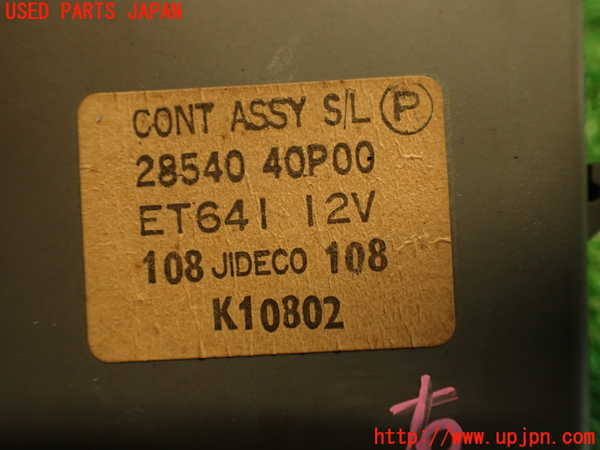 USED PARTS JAPAN
CONT ASSY S/L Ⓟ
28540 40P00
ET641 12V
108 JIDECO 108
K10802
http://www.upjpn.com/